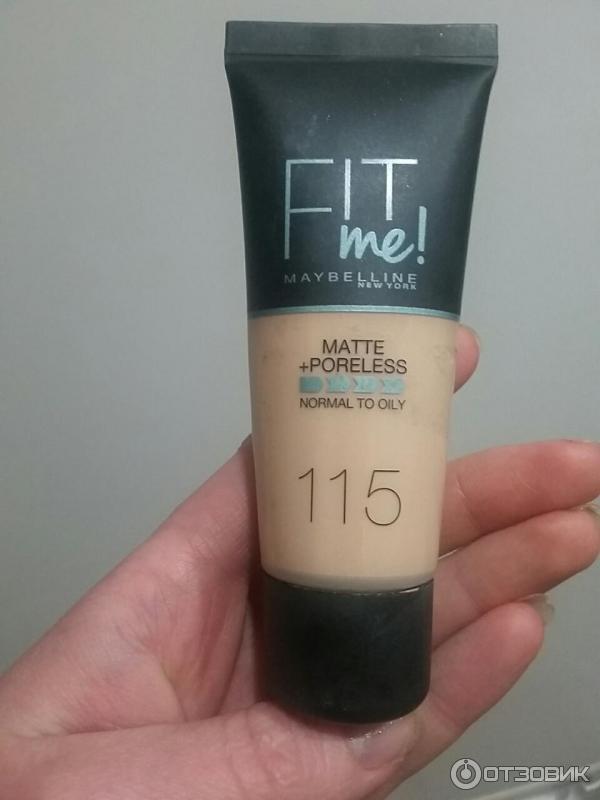 FIT
me!
MAYBELLINE
NEW YORK
MATTE
+PORELESS
NORMAL TO OILY
115
ОТЗОВИК